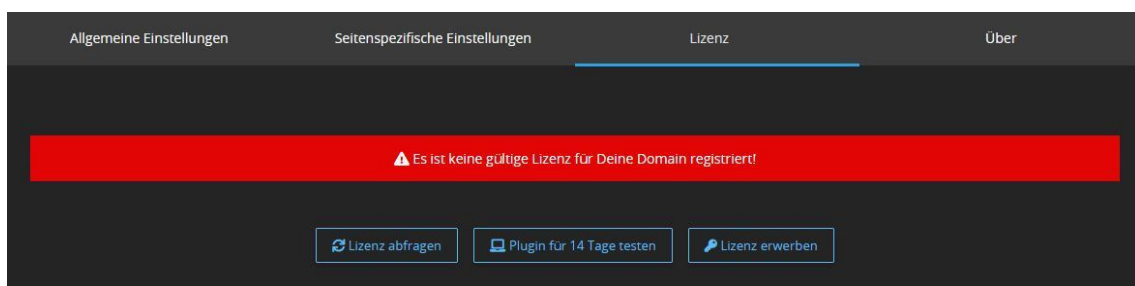 Allgemeine Einstellungen Seitenspezifische Einstellungen Lizenz Über
Es ist keine gültige Lizenz für Deine Domain registriert!
Lizenz abfragen Plugin für 14 Tage testen Lizenz erwerben